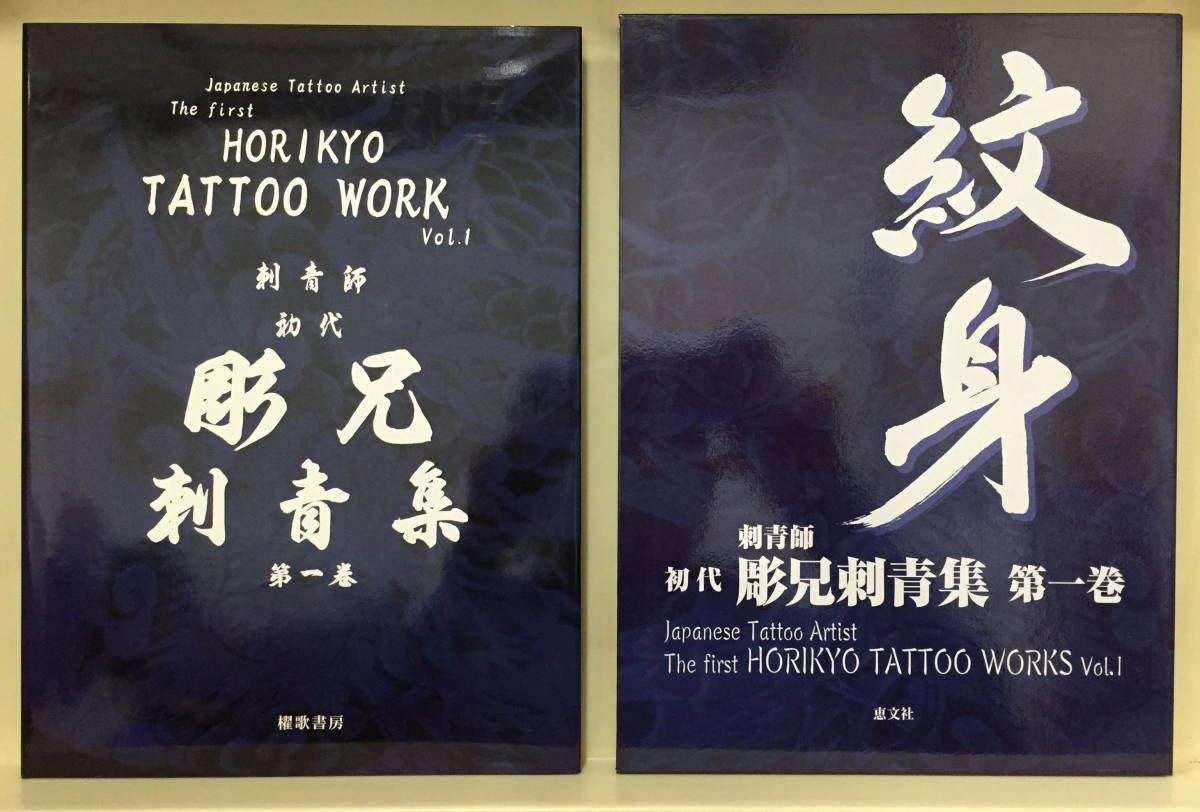 Japanese Tattoo Artist
The first
HORIKYO
TATTOO WORK
Vol.1
刺青師
初代
彫兄
刺青集
第一巻
櫂歌書房
紋身
刺青師
初代 彫兄刺青集 第一巻
Japanese Tattoo Artist
The first HORIKYO TATTOO WORKS Vol.1
恵文社